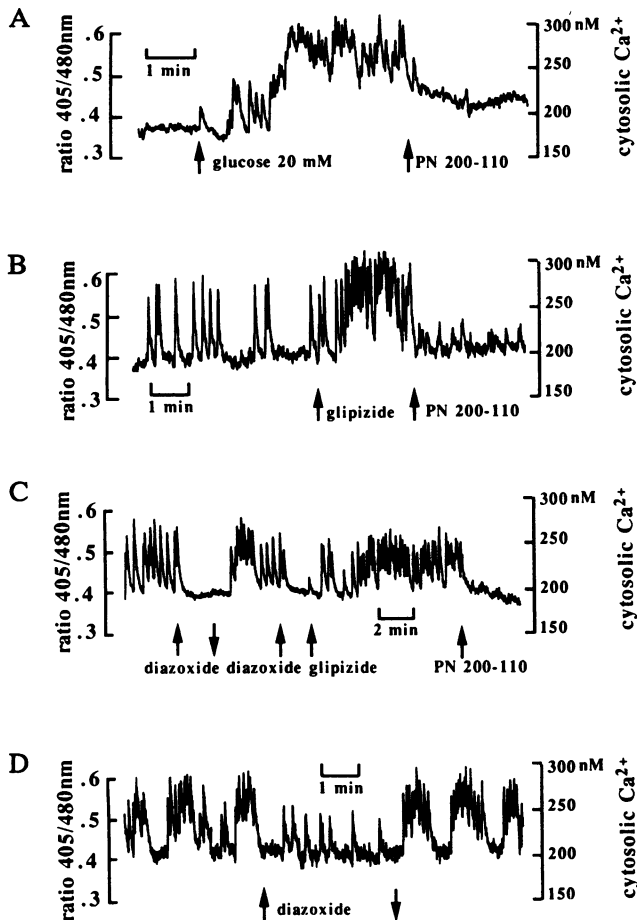 A
ratio 405/480nm
.6
.5
.4
.3
1 min
glucose 20 mM
PN 200-110
300 nM
250
200
150
cytosolic Ca2+
B
ratio 405/480nm
.6
.5
.4
.3
1 min
glipizide
PN 200-110
300 nM
250
200
150
cytosolic Ca2+
C
ratio 405/480nm
.6
.5
.4
.3
diazoxide diazoxide glipizide
2 min
PN 200-110
300 nM
250
200
150
cytosolic Ca2+
D
ratio 405/480nm
.6
.5
.4
.3
1 min
diazoxide
300 nM
250
200
150
cytosolic Ca2+